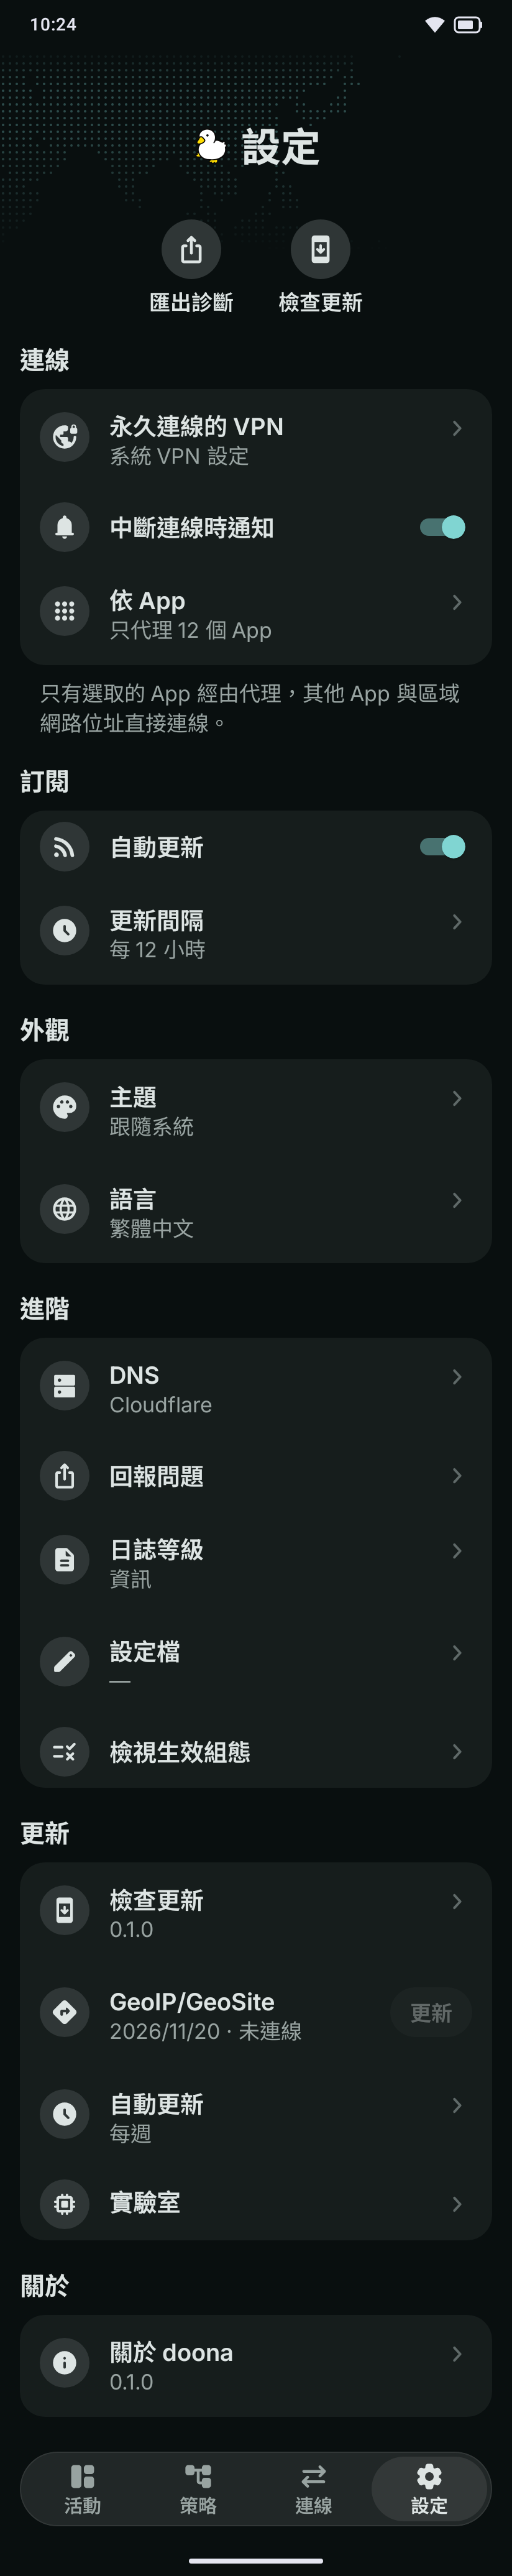 10:24
設定
匯出診斷
檢查更新
連線
永久連線的 VPN
系統 VPN 設定
中斷連線時通知
依 App
只代理 12 個 App
只有選取的 App 經由代理，其他 App 與區域
網路位址直接連線。
訂閱
自動更新
更新間隔
每 12 小時
外觀
主題
跟隨系統
語言
繁體中文
進階
DNS
Cloudflare
回報問題
日誌等級
資訊
設定檔
—
檢視生效組態
更新
檢查更新
0.1.0
GeoIP/GeoSite
2026/11/20 · 未連線
更新
自動更新
每週
實驗室
關於
關於 doona
0.1.0
活動
策略
連線
設定